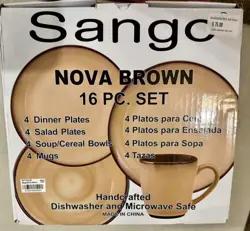 Sango
NOVA BROWN
16 PC. SET
4 Dinner Plates
4 Salad Plates
4 Soup/Cereal Bowls
4 Mugs
4 Platos para
4 Platos para Ensalada
4 Platos para Sopa
4 Tazas
Handcrafted
Dishwasher and Microwave Safe
MADE IN CHINA